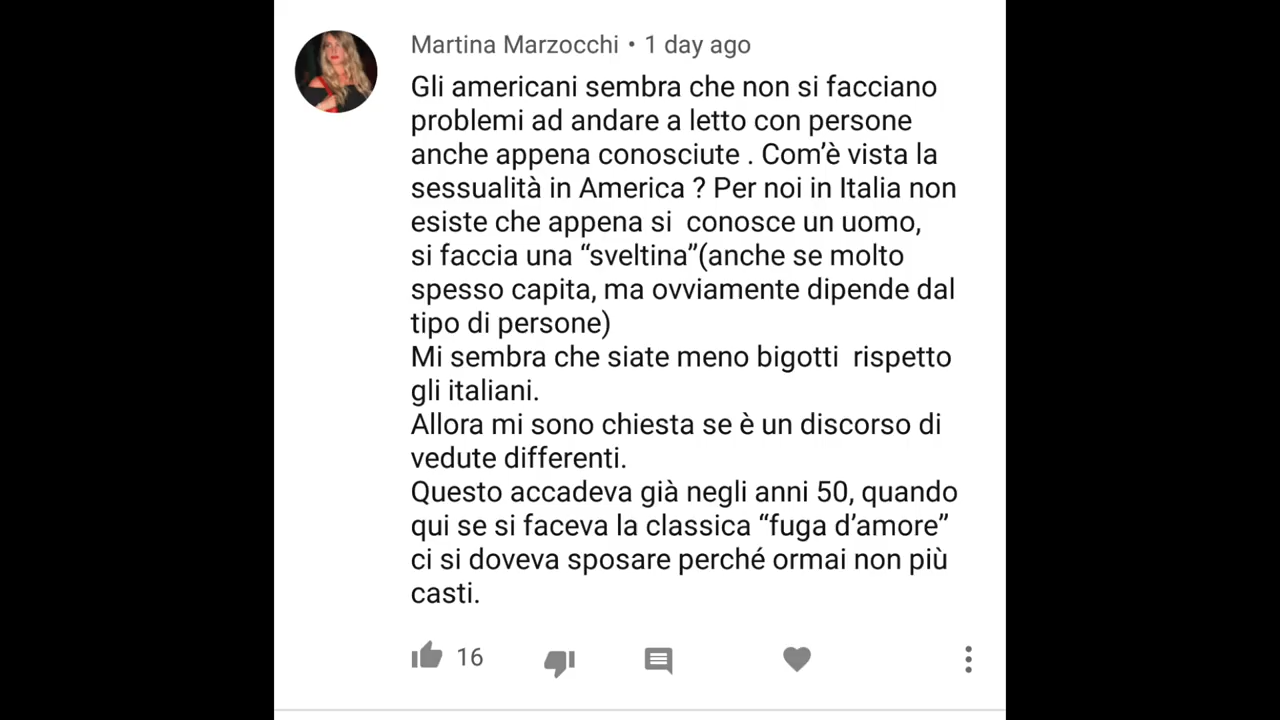 Martina Marzocchi • 1 day ago
Gli americani sembra che non si facciano
problemi ad andare a letto con persone
anche appena conosciute . Com’è vista la
sessualità in America ? Per noi in Italia non
esiste che appena si  conosce un uomo,
si faccia una “sveltina”(anche se molto
spesso capita, ma ovviamente dipende dal
tipo di persone)
Mi sembra che siate meno bigotti  rispetto
gli italiani.
Allora mi sono chiesta se è un discorso di
vedute differenti.
Questo accadeva già negli anni 50, quando
qui se si faceva la classica “fuga d’amore”
ci si doveva sposare perché ormai non più
casti.
16